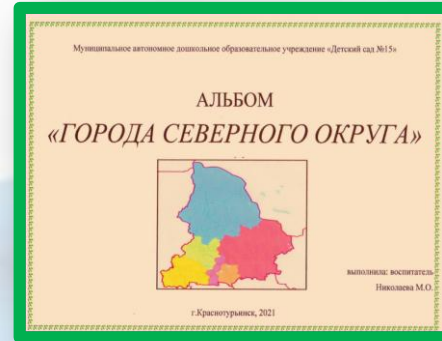 Муниципальное автономное дошкольное образовательное учреждение «Детский сад №15»
АЛЬБОМ
«ГОРОДА СЕВЕРНОГО ОКРУГА»
выполнила: воспитатель
Николаева М.О.
г.Краснотурьинск, 2021